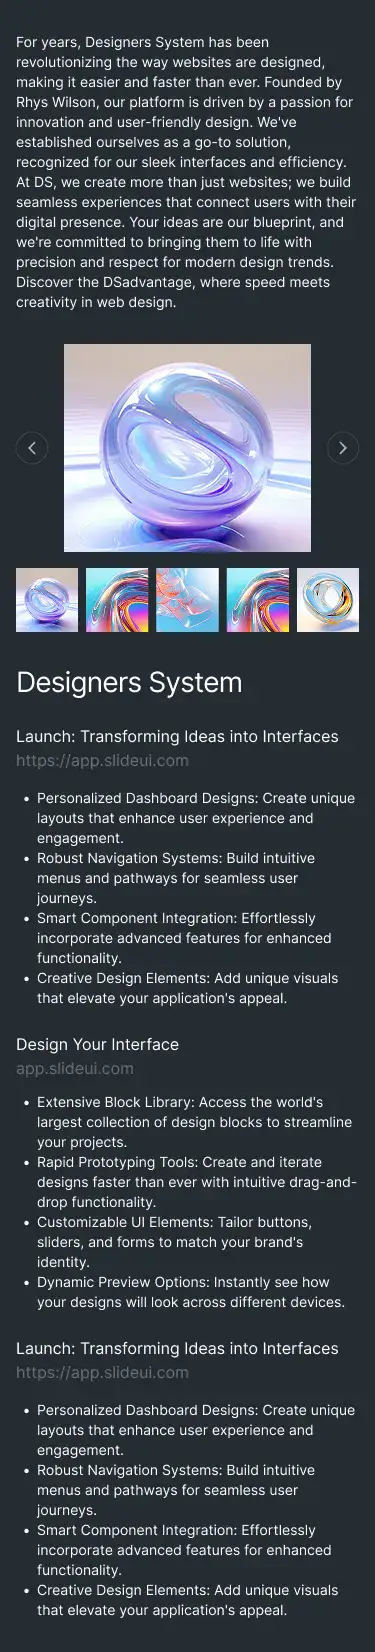 For years, Designers System has been
revolutionizing the way websites are designed,
making it easier and faster than ever. Founded by
Rhys Wilson, our platform is driven by a passion for
innovation and user-friendly design. We've
established ourselves as a go-to solution,
recognized for our sleek interfaces and efficiency.
At DS, we create more than just websites; we build
seamless experiences that connect users with their
digital presence. Your ideas are our blueprint, and
we're committed to bringing them to life with
precision and respect for modern design trends.
Discover the DSadvantage, where speed meets
creativity in web design.
Designers System
Launch: Transforming Ideas into Interfaces
https://app.slideui.com
• Personalized Dashboard Designs: Create unique
layouts that enhance user experience and
engagement.
• Robust Navigation Systems: Build intuitive
menus and pathways for seamless user
journeys.
• Smart Component Integration: Effortlessly
incorporate advanced features for enhanced
functionality.
• Creative Design Elements: Add unique visuals
that elevate your application's appeal.
Design Your Interface
app.slideui.com
• Extensive Block Library: Access the world's
largest collection of design blocks to streamline
your projects.
• Rapid Prototyping Tools: Create and iterate
designs faster than ever with intuitive drag-and-
drop functionality.
• Customizable UI Elements: Tailor buttons,
sliders, and forms to match your brand's
identity.
• Dynamic Preview Options: Instantly see how
your designs will look across different devices.
Launch: Transforming Ideas into Interfaces
https://app.slideui.com
• Personalized Dashboard Designs: Create unique
layouts that enhance user experience and
engagement.
• Robust Navigation Systems: Build intuitive
menus and pathways for seamless user
journeys.
• Smart Component Integration: Effortlessly
incorporate advanced features for enhanced
functionality.
• Creative Design Elements: Add unique visuals
that elevate your application's appeal.